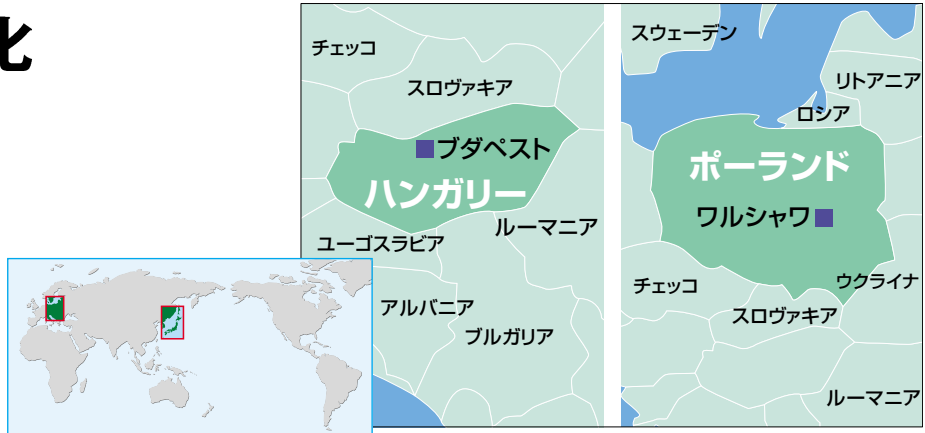 化
チェッコ
スロヴァキア
ブダペスト
ハンガリー
ルーマニア
ユーゴスラビア
アルバニア
ブルガリア
スウェーデン
リトアニア
ロシア
ポーランド
ワルシャワ
チェッコ
ウクライナ
スロヴァキア
ルーマニア